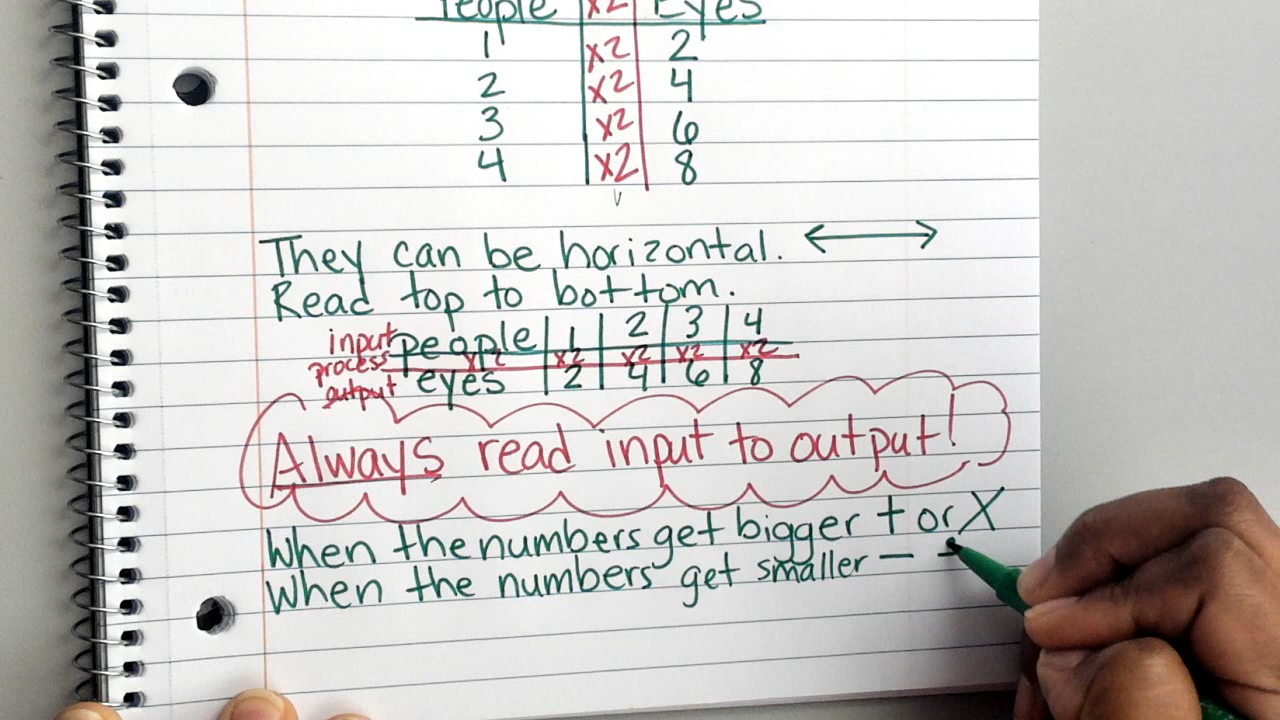 People x2 Eyes
1 x2 2
2 x2 4
3 x2 6
4 x2 8
They can be horizontal. ↔
Read top to bottom.
input people 1 2 3 4
process x2 x2 x2 x2 x2
output eyes 2 4 6 8
Always read input to output!
When the numbers get bigger + or X
When the numbers get smaller — –